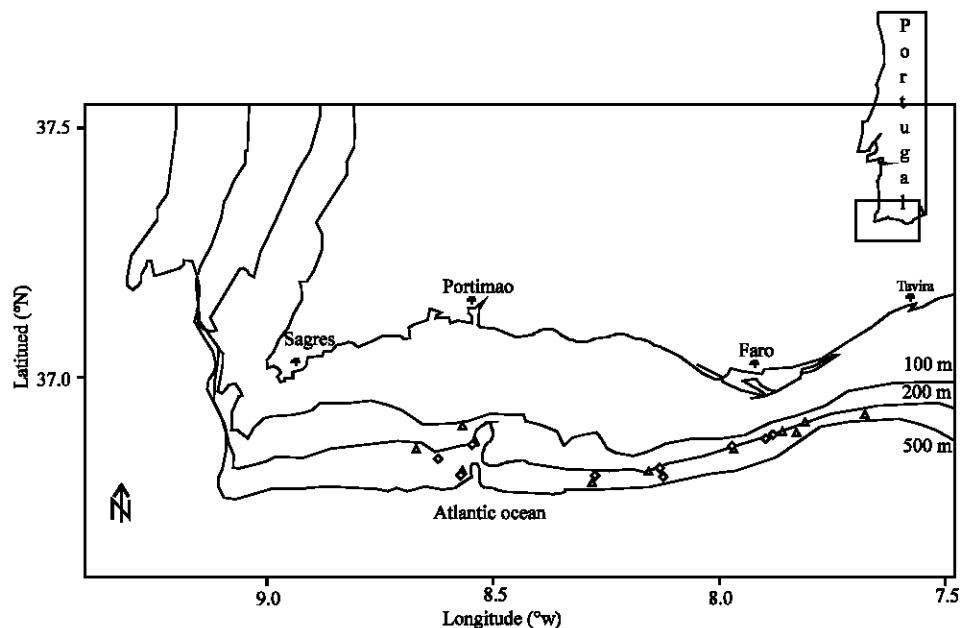 Portugal
37.5
Portimao
Tavira
Sagres
Faro
Latitued (°N)
37.0
100 m
200 m
500 m
N
Atlantic ocean
9.0
8.5
8.0
7.5
Longitude (°w)